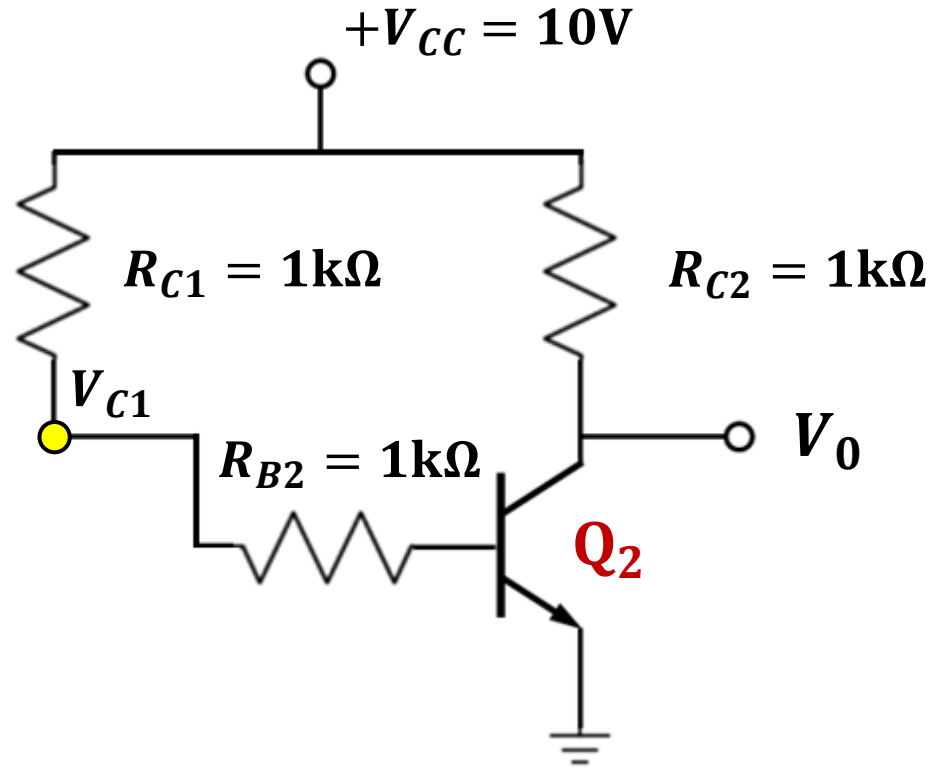 +V_CC = 10V
R_C1 = 1kΩ
R_C2 = 1kΩ
V_C1
R_B2 = 1kΩ
V_0
Q_2